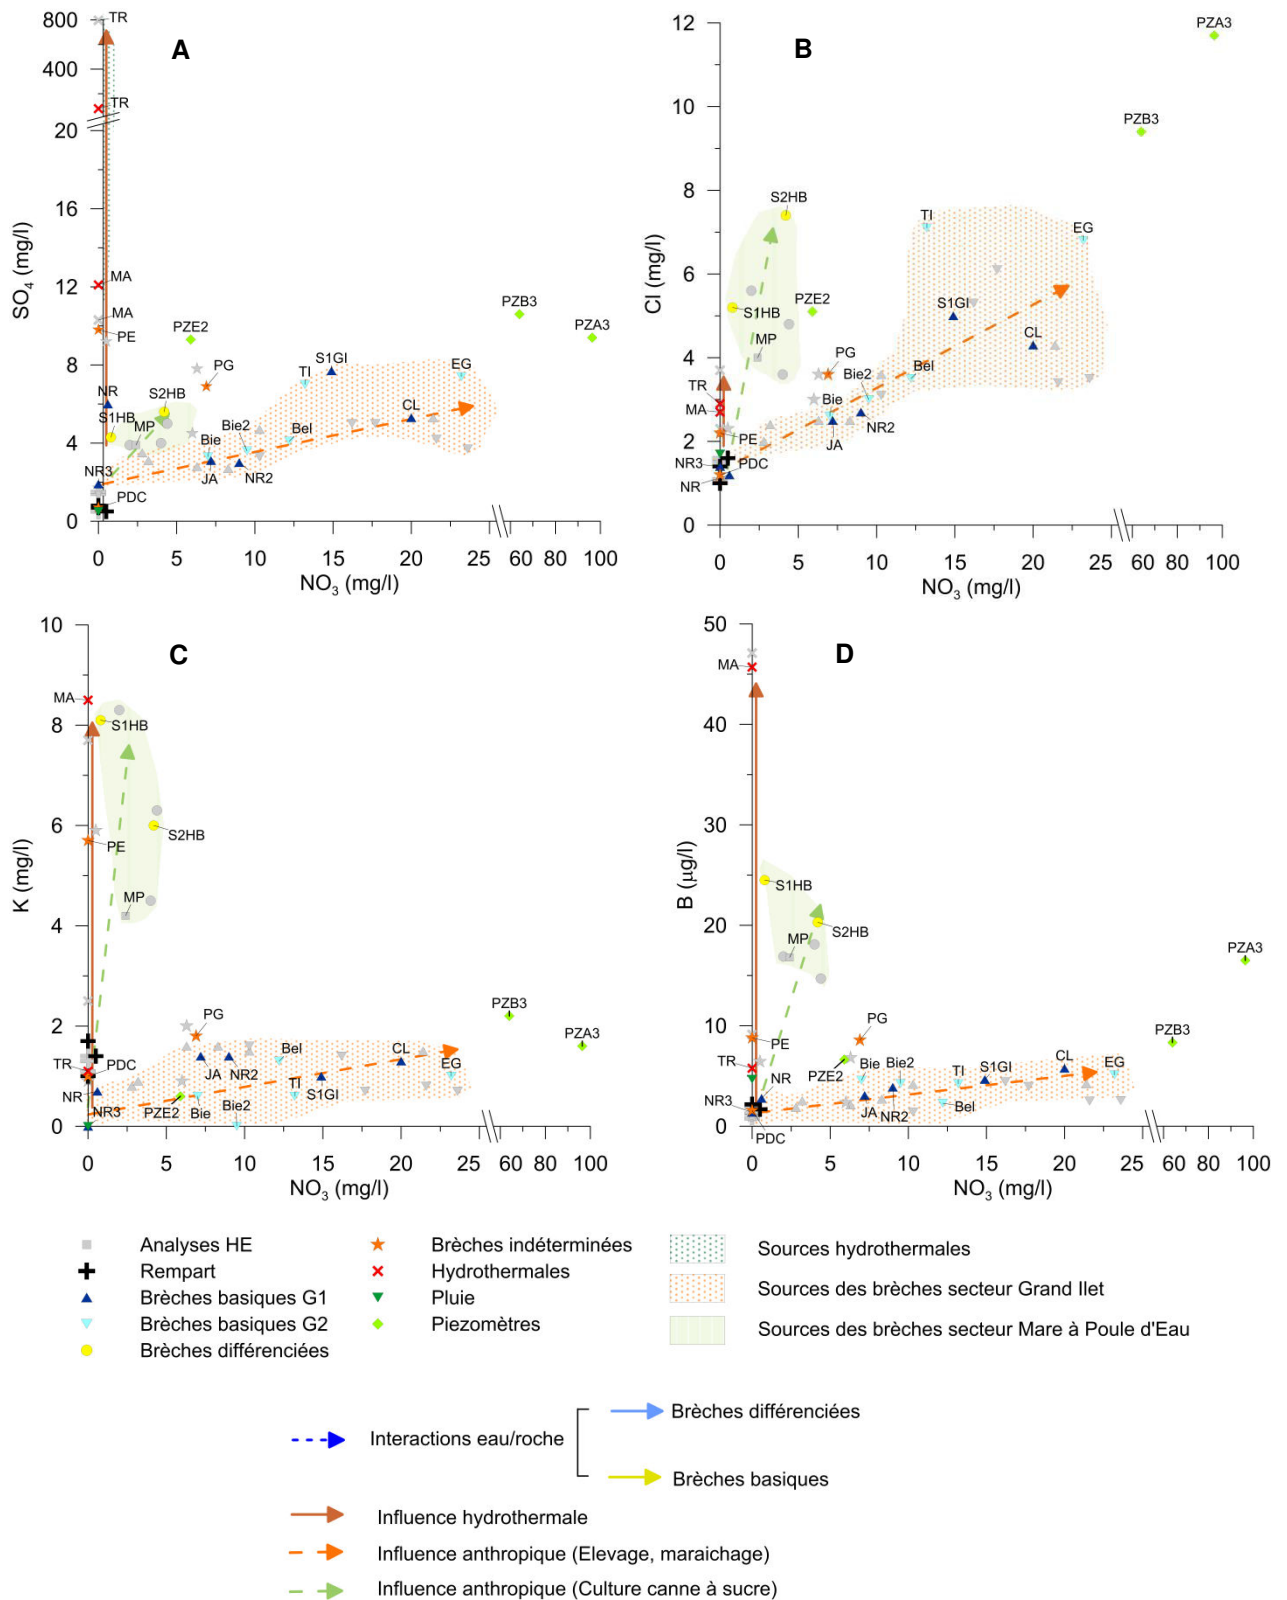 A
SO4 (mg/l)
800
400
20
16
12
8
4
0
TR
TR
MA
MA
PE
NR
S1HB
S2HB
MP
NR3
PDC
PZE2
PG
Bie
JA
Bie2
NR2
Bel
TI
S1GI
CL
EG
PZB3
PZA3
0 5 10 15 20 25 60 80 100
NO3 (mg/l)
B
Cl (mg/l)
12
10
8
6
4
2
0
PZA3
PZB3
S2HB
S1HB
PZE2
MP
PG
TR
MA
PE
NR3
PDC
NR
Bie
Bie2
JA
NR2
Bel
TI
S1GI
CL
EG
0 5 10 15 20 25 60 80 100
NO3 (mg/l)
C
K (mg/l)
10
8
6
4
2
0
MA
S1HB
PE
S2HB
MP
TR
PDC
NR
NR3
PG
JA
NR2
PZE2
Bie
Bie2
Bel
TI
S1GI
CL
EG
PZB3
PZA3
0 5 10 15 20 25 60 80 100
NO3 (mg/l)
D
B (µg/l)
50
40
30
20
10
0
MA
S1HB
S2HB
MP
PE
TR
NR
NR3
PDC
PG
PZE2
Bie
Bie2
JA
NR2
Bel
TI
S1GI
CL
EG
PZB3
PZA3
0 5 10 15 20 25 60 80 100
NO3 (mg/l)
Analyses HE
Rempart
Brèches basiques G1
Brèches basiques G2
Brèches différenciées
Brèches indéterminées
Hydrothermales
Pluie
Piezomètres
Sources hydrothermales
Sources des brèches secteur Grand Ilet
Sources des brèches secteur Mare à Poule d'Eau
Interactions eau/roche
Brèches différenciées
Brèches basiques
Influence hydrothermale
Influence anthropique (Elevage, maraichage)
Influence anthropique (Culture canne à sucre)